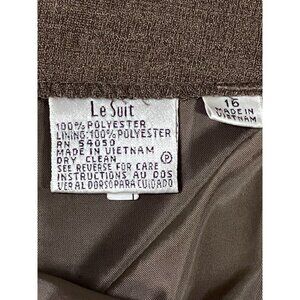 Le Suit
100% POLYESTER
LINING: 100% POLYESTER
RN 54050
MADE IN VIETNAM
DRY CLEAN
P
SEE REVERSE FOR CARE
INSTRUCTIONS AU DOS
VER AL DORSO PARA CUIDADO
16
MADE IN
VIETNAM